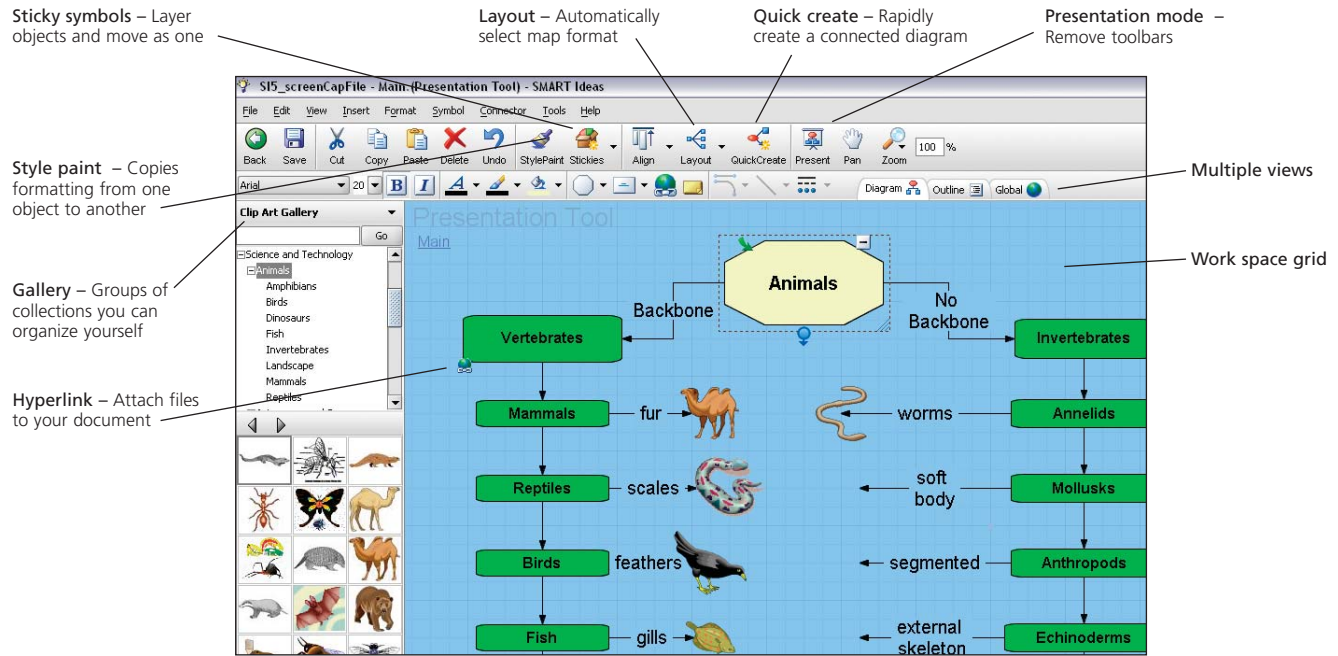 Sticky symbols – Layer
objects and move as one
Layout – Automatically
select map format
Quick create – Rapidly
create a connected diagram
Presentation mode –
Remove toolbars
Style paint – Copies
formatting from one
object to another
Gallery – Groups of
collections you can
organize yourself
Hyperlink – Attach files
to your document
Multiple views
Work space grid
SI5_screenCapFile - Main.(Presentation Tool) - SMART Ideas
File Edit View Insert Format Symbol Connector Tools Help
Back Save Cut Copy Paste Delete Undo StylePaint Stickies Align Layout QuickCreate Present Pan Zoom 100 %
Arial 20 B I A Diagram Outline Global
Clip Art Gallery
Go
Science and Technology
Animals
Amphibians
Birds
Dinosaurs
Fish
Invertebrates
Landscape
Mammals
Reptiles
Presentation Tool
Main
Animals
Backbone
No
Backbone
Vertebrates
Invertebrates
Mammals fur
worms Annelids
Reptiles scales
soft
body
Mollusks
Birds feathers
segmented Anthropods
Fish gills
external
skeleton
Echinoderms